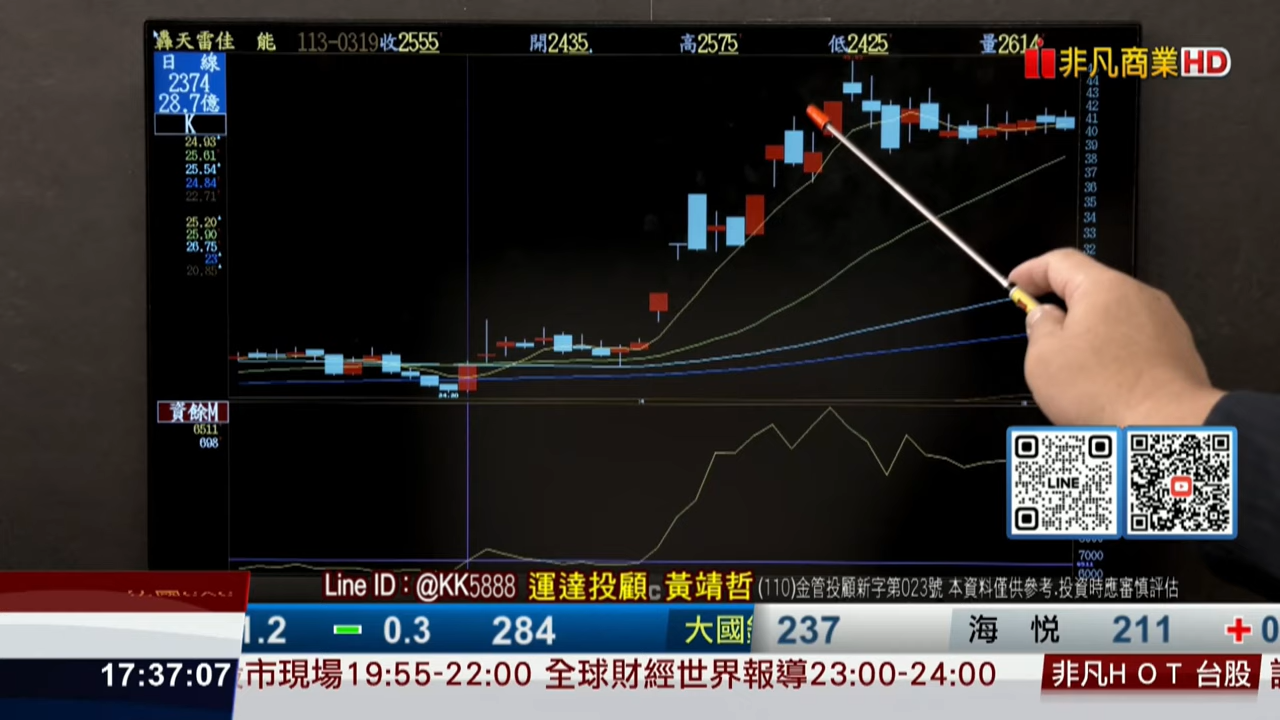 轟天雷佳 能 113-0319收2555 開2435 高2575 低2425 量2614
非凡商業HD
日 線
2374
28.7億
K
24.93
25.61
25.54
24.84
22.71
25.20
25.90
26.75
23
20.85
44
43
42
41
40
39
38
37
36
35
34
33
32
24.20
資餘M
6511
698
LINE
7000
6000
Line ID：@KK5888 運達投顧 黃靖哲 (110)金管投顧新字第023號 本資料僅供參考.投資時應審慎評估
1.2 0.3 284 大國 237 海 悦 211 0
17:37:07 市現場19:55-22:00 全球財經世界報導23:00-24:00 非凡HOT 台股